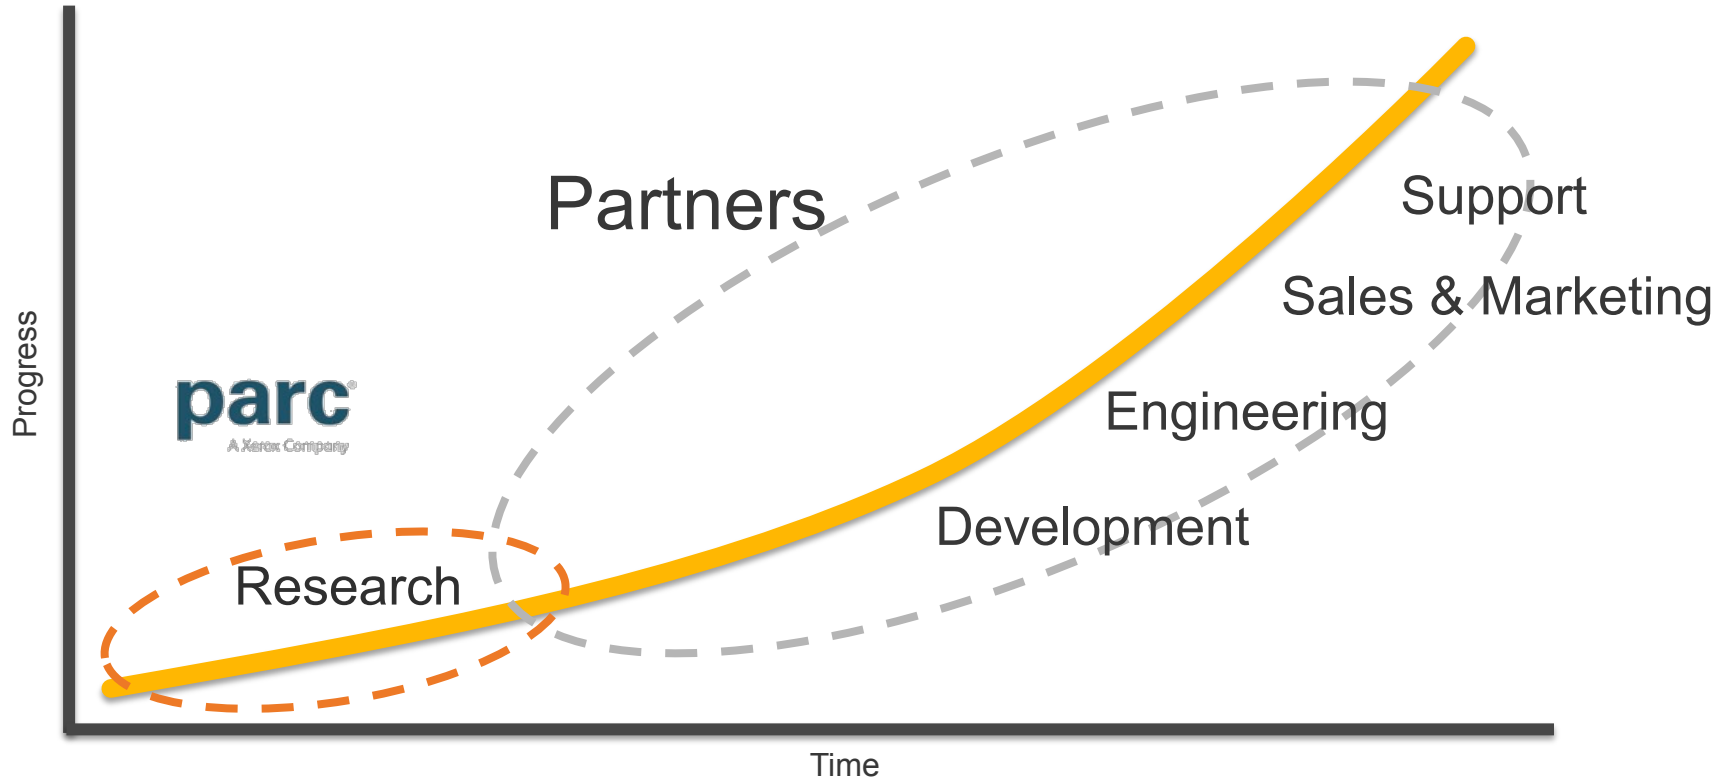 Partners
Support
Sales & Marketing
Progress
parc®
A Xerox Company
Engineering
Development
Research
Time